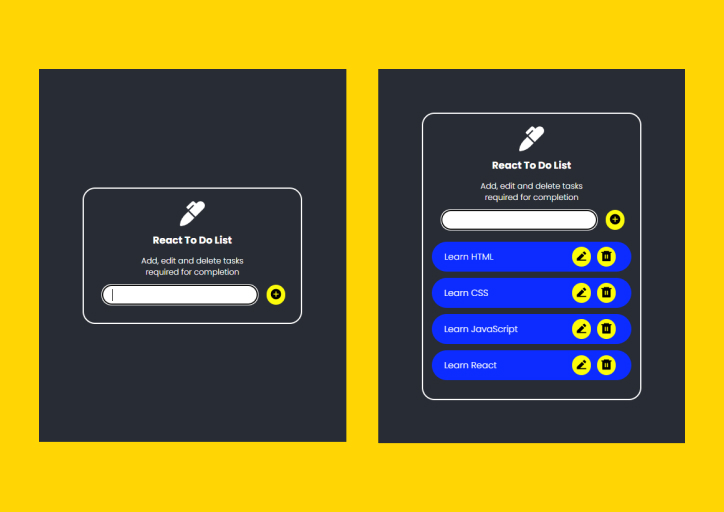 React To Do List
Add, edit and delete tasks
required for completion
React To Do List
Add, edit and delete tasks
required for completion
Learn HTML
Learn CSS
Learn JavaScript
Learn React